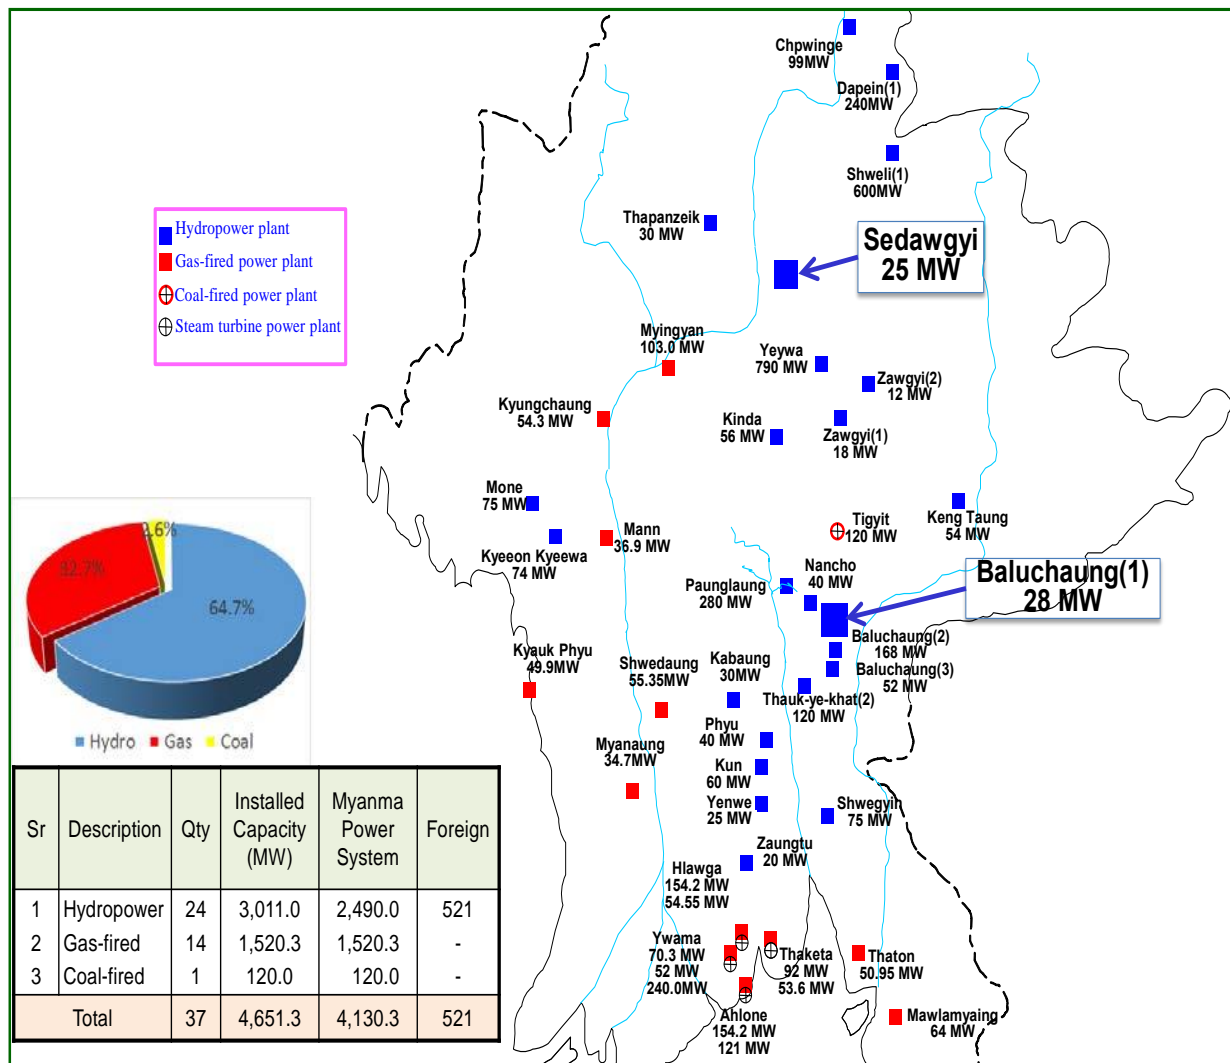 Chpwinge
99MW
Dapein(1)
240MW
Shweli(1)
600MW
Thapanzeik
30 MW
Hydropower plant
Gas-fired power plant
Coal-fired power plant
Steam turbine power plant
Sedawgyi
25 MW
Myingyan
103.0 MW
Yeywa
790 MW
Zawgyi(2)
12 MW
Kyungchaung
54.3 MW
Kinda
56 MW
Zawgyi(1)
18 MW
Mone
75 MW
Keng Taung
54 MW
Tigyit
120 MW
Mann
36.9 MW
Kyeeon Kyeewa
74 MW
Nancho
40 MW
Paunglaung
280 MW
Baluchaung(1)
28 MW
Baluchaung(2)
168 MW
Baluchaung(3)
52 MW
Kyauk Phyu
49.9MW
Shwedaung
55.35MW
Kabaung
30MW
Thauk-ye-khat(2)
120 MW
Phyu
40 MW
Myanaung
34.7MW
Kun
60 MW
Yenwe
25 MW
Shwegyin
75 MW
Zaungtu
20 MW
Hlawga
154.2 MW
54.55 MW
Ywama
70.3 MW
52 MW
240.0MW
Thaketa
92 MW
53.6 MW
Thaton
50.95 MW
Ahlone
154.2 MW
121 MW
Mawlamyaing
64 MW
32.7%
64.7%
Hydro Gas Coal
Sr Description Qty Installed Capacity (MW) Myanma Power System Foreign
1 Hydropower 24 3,011.0 2,490.0 521
2 Gas-fired 14 1,520.3 1,520.3 -
3 Coal-fired 1 120.0 120.0 -
Total 37 4,651.3 4,130.3 521